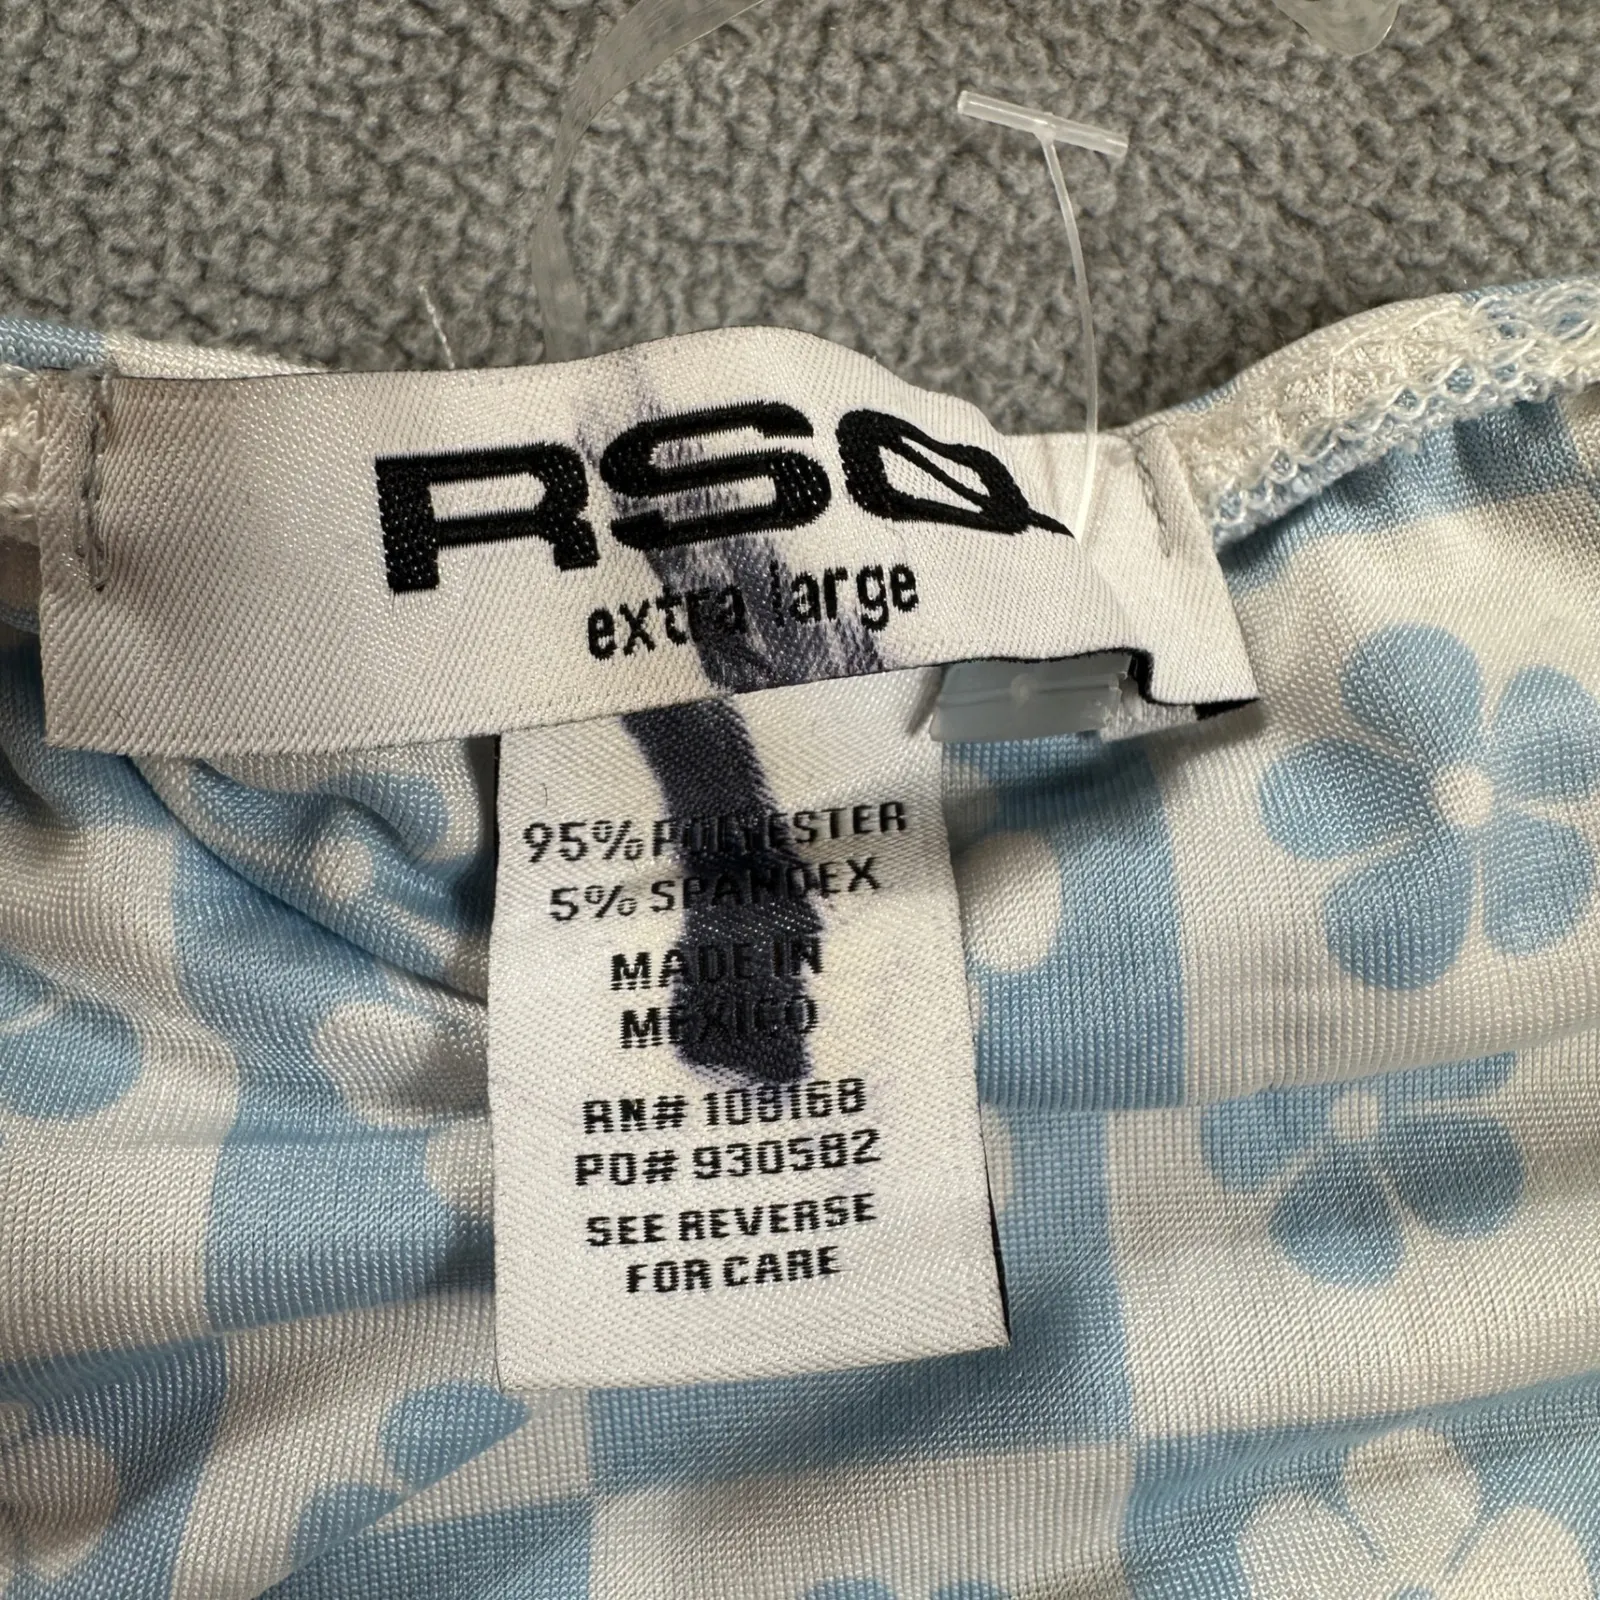 RSQ
extra large
95% POLYESTER
5% SPANDEX
MADE IN
MEXICO
RN# 108168
PO# 930582
SEE REVERSE
FOR CARE